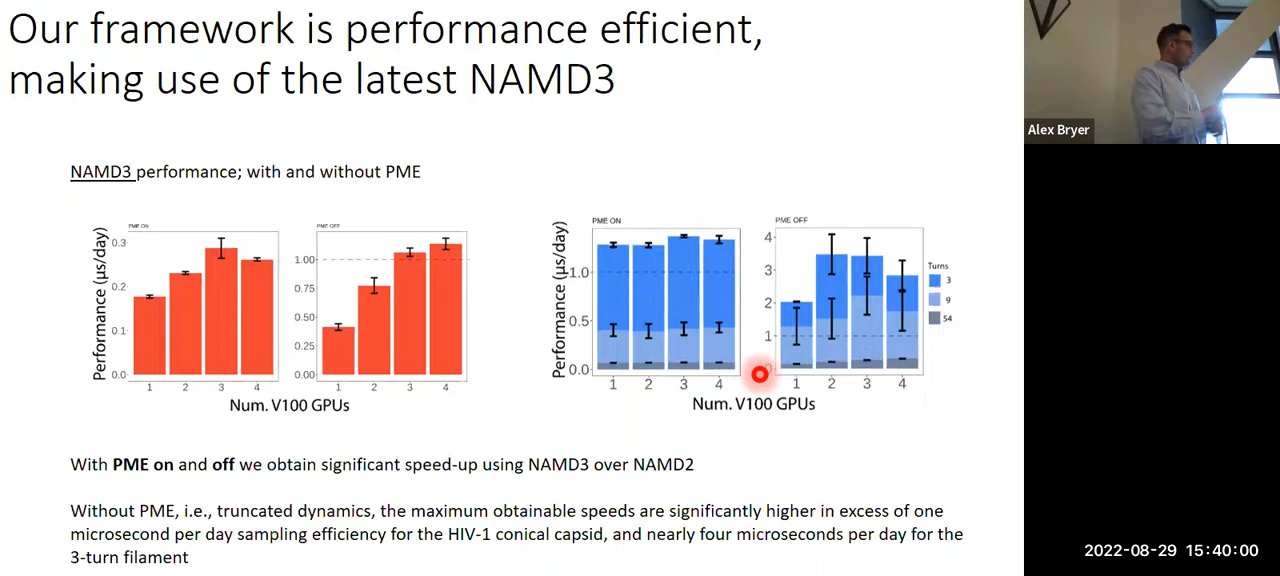 Our framework is performance efficient,
making use of the latest NAMD3
Alex Bryer
NAMD3 performance; with and without PME
PME ON
PME OFF
PME ON
PME OFF
Performance (µs/day)
0.3
0.2
0.1
0.0
1.00
0.75
0.50
0.25
0.00
1 2 3 4
1 2 3 4
Num. V100 GPUs
Performance (µs/day)
1.0
0.5
0.0
4
3
2
1
0
1 2 3 4
1 2 3 4
Num. V100 GPUs
Turns
3
9
54
With PME on and off we obtain significant speed-up using NAMD3 over NAMD2
Without PME, i.e., truncated dynamics, the maximum obtainable speeds are significantly higher in excess of one
microsecond per day sampling efficiency for the HIV-1 conical capsid, and nearly four microseconds per day for the
3-turn filament
2022-08-29 15:40:00